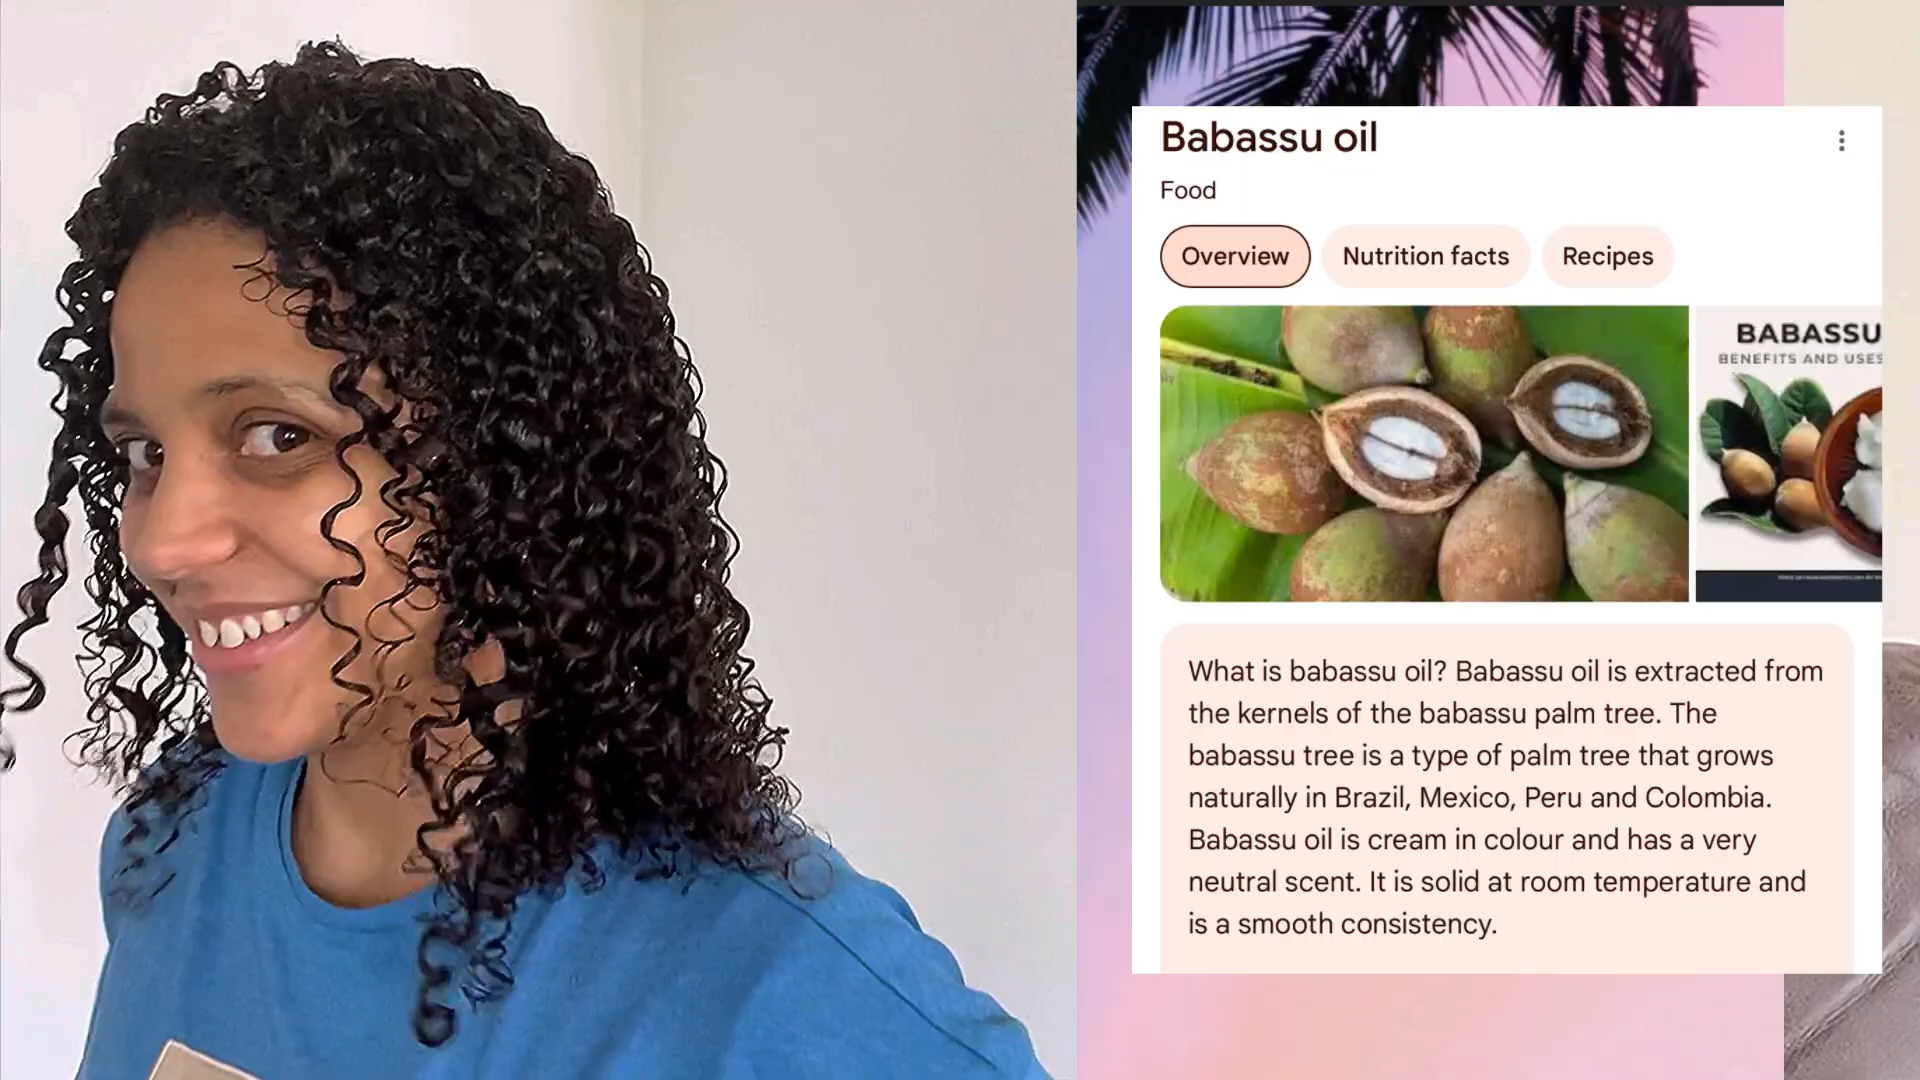 Babassu oil
Food
Overview
Nutrition facts
Recipes
BABASSU
BENEFITS AND USES
What is babassu oil? Babassu oil is extracted from
the kernels of the babassu palm tree. The
babassu tree is a type of palm tree that grows
naturally in Brazil, Mexico, Peru and Colombia.
Babassu oil is cream in colour and has a very
neutral scent. It is solid at room temperature and
is a smooth consistency.